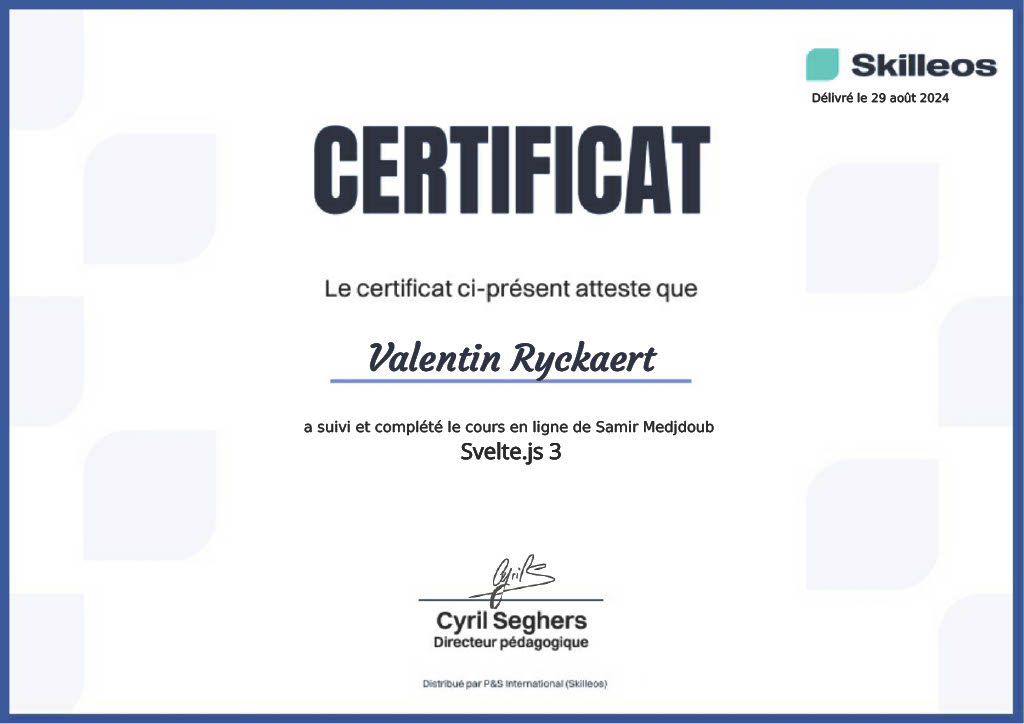 Skilleos
Délivré le 29 août 2024
CERTIFICAT
Le certificat ci-présent atteste que
Valentin Ryckaert
a suivi et complété le cours en ligne de Samir Medjdoub
Svelte.js 3
Cyril S
Cyril Seghers
Directeur pédagogique
Distribué par P&S International (Skilleos)